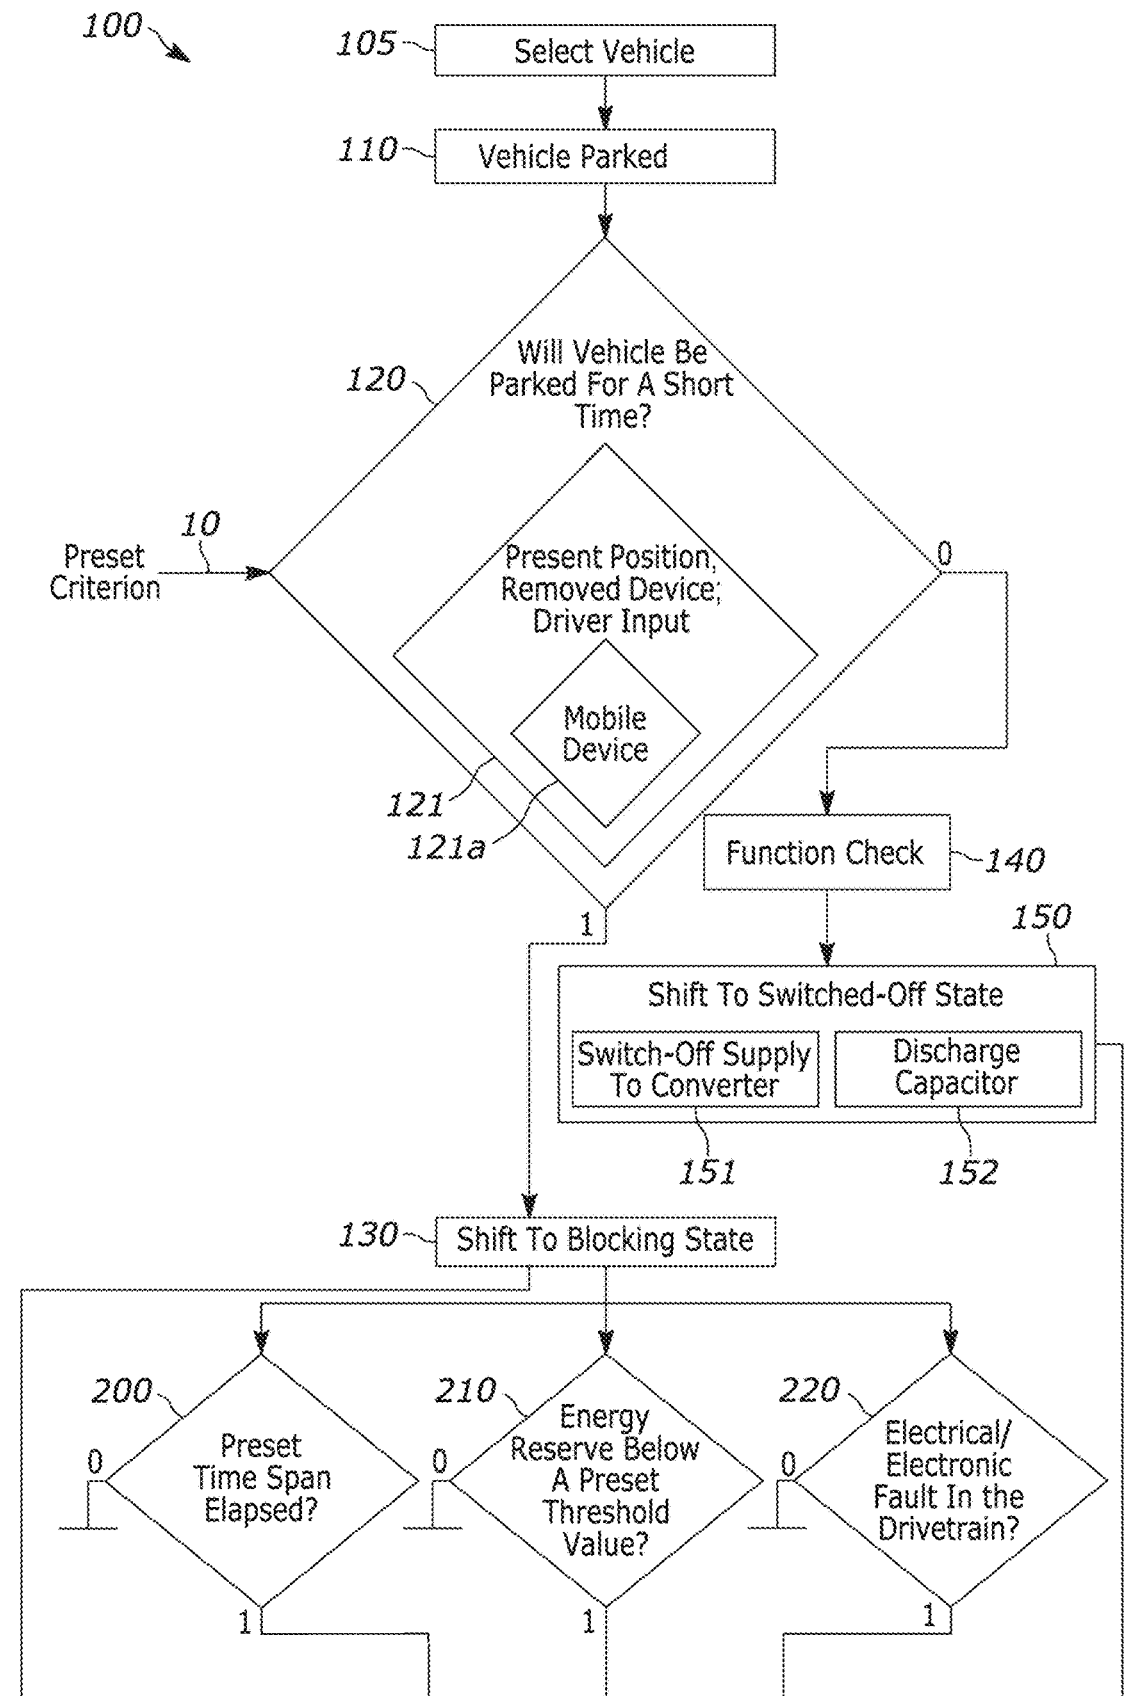 100
105
Select Vehicle
110
Vehicle Parked
120
Will Vehicle Be
Parked For A Short
Time?
10
Preset
Criterion
0
Present Position,
Removed Device;
Driver Input
Mobile
Device
121
121a
Function Check
140
1
150
Shift To Switched-Off State
Switch-Off Supply
To Converter
Discharge
Capacitor
151
152
130
Shift To Blocking State
200
0
Preset
Time Span
Elapsed?
1
210
0
Energy
Reserve Below
A Preset
Threshold
Value?
1
220
0
Electrical/
Electronic
Fault In the
Drivetrain?
1